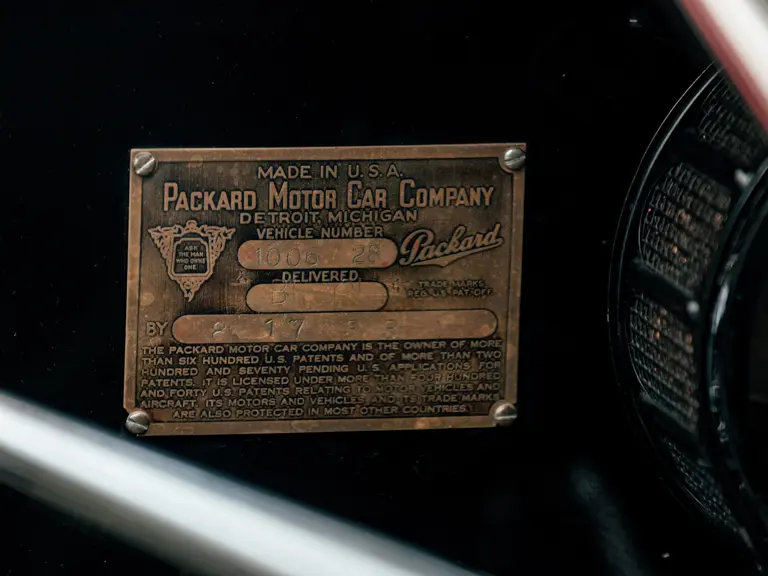 MADE IN U.S.A.
PACKARD MOTOR CAR COMPANY
DETROIT, MICHIGAN
VEHICLE NUMBER
ASK
THE MAN
WHO OWNS
ONE
Packard
DELIVERED
TRADE MARKS
REG. U.S. PAT. OFF.
BY
THE PACKARD MOTOR CAR COMPANY IS THE OWNER OF MORE
THAN SIX HUNDRED U.S. PATENTS AND OF MORE THAN TWO
HUNDRED AND SEVENTY PENDING U.S. APPLICATIONS FOR
PATENTS. IT IS LICENSED UNDER MORE THAN FOUR HUNDRED
AND FORTY U.S. PATENTS RELATING TO MOTOR VEHICLES AND
AIRCRAFT. ITS MOTORS AND VEHICLES AND ITS TRADE MARKS
ARE ALSO PROTECTED IN MOST OTHER COUNTRIES